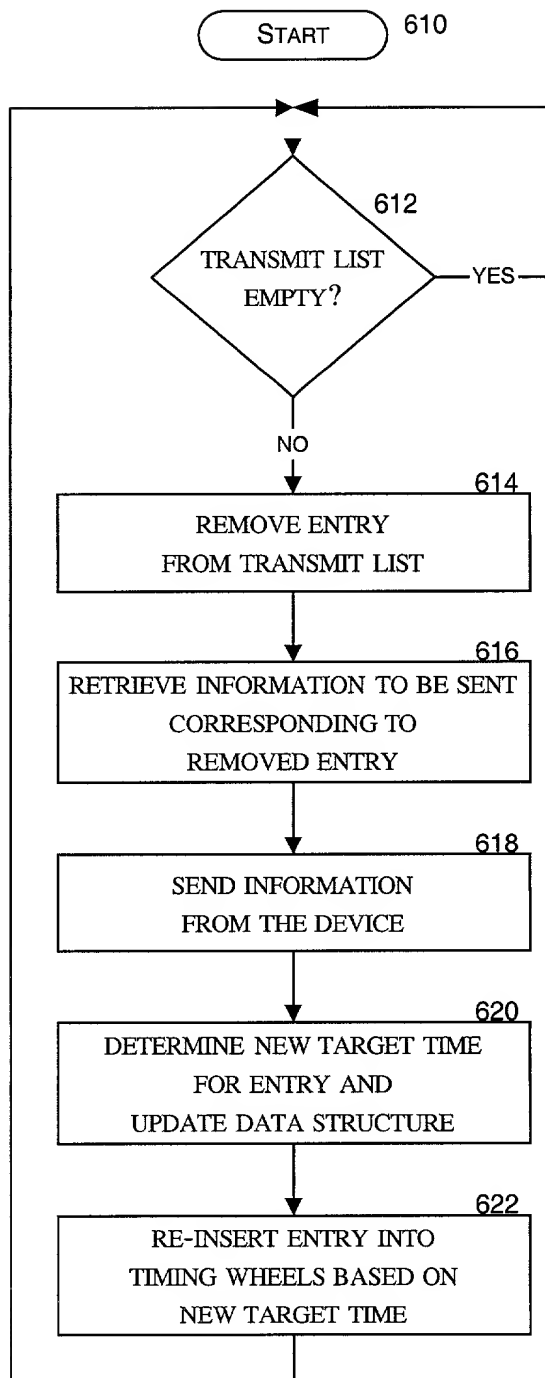 START 610
612
TRANSMIT LIST
EMPTY?
YES
NO
614
REMOVE ENTRY
FROM TRANSMIT LIST
616
RETRIEVE INFORMATION TO BE SENT
CORRESPONDING TO
REMOVED ENTRY
618
SEND INFORMATION
FROM THE DEVICE
620
DETERMINE NEW TARGET TIME
FOR ENTRY AND
UPDATE DATA STRUCTURE
622
RE-INSERT ENTRY INTO
TIMING WHEELS BASED ON
NEW TARGET TIME